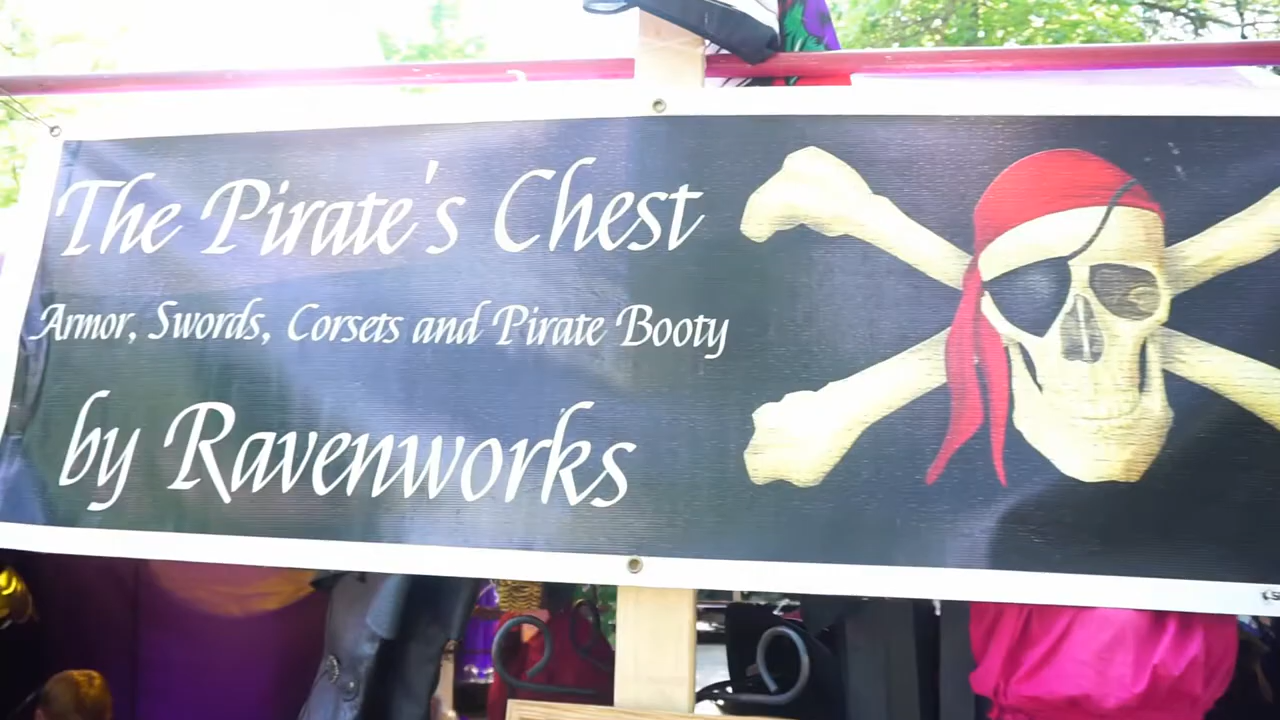 The Pirate's Chest
Armor, Swords, Corsets and Pirate Booty
by Ravenworks